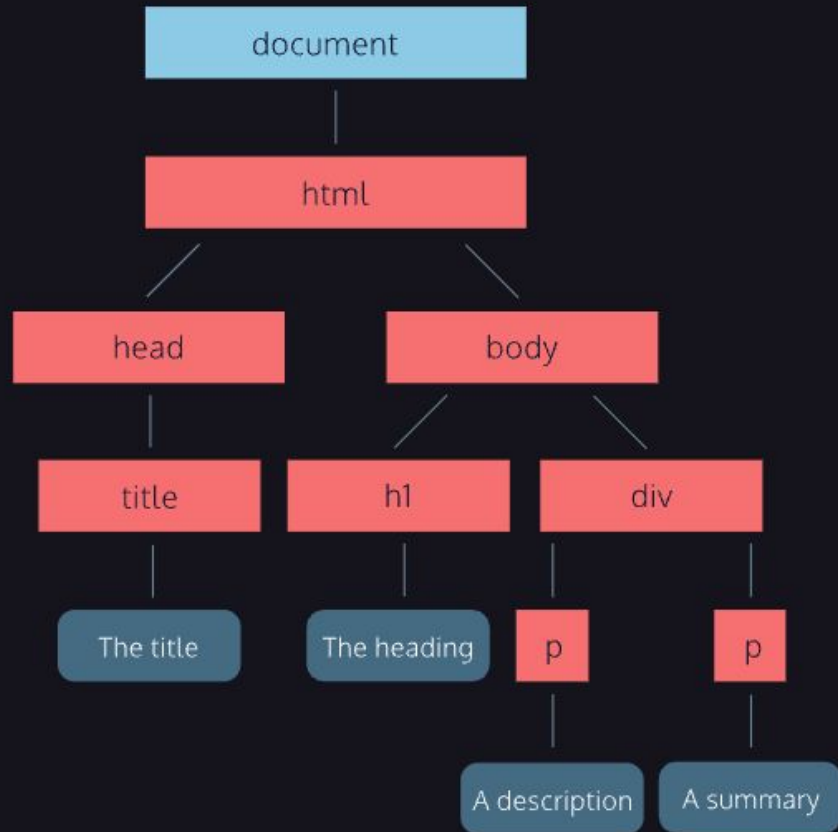 document
html
head
body
title
h1
div
The title
The heading
p
p
A description
A summary